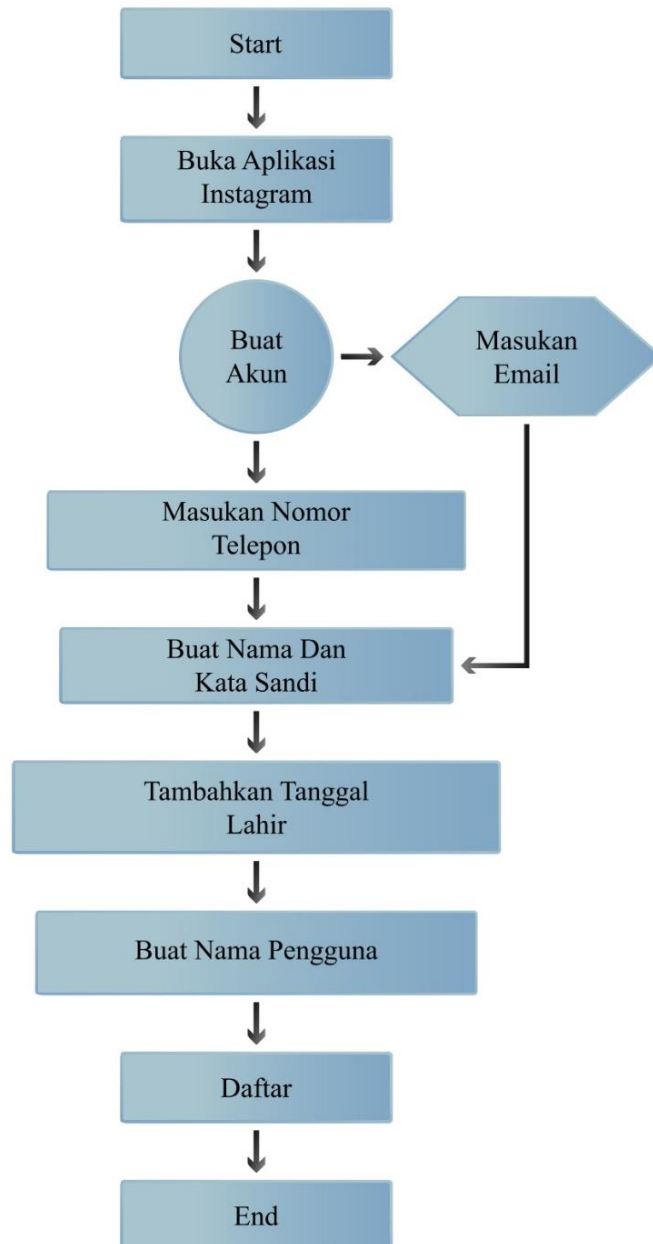 Start
Buka Aplikasi
Instagram
Buat
Akun
Masukan
Email
Masukan Nomor
Telepon
Buat Nama Dan
Kata Sandi
Tambahkan Tanggal
Lahir
Buat Nama Pengguna
Daftar
End